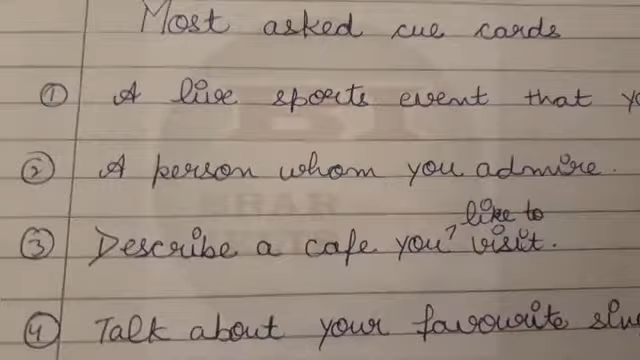 Most asked cue cards
① A live sports event that
② A person whom you admire.
like to
③ Describe a cafe you visit.
④ Talk about your favourite